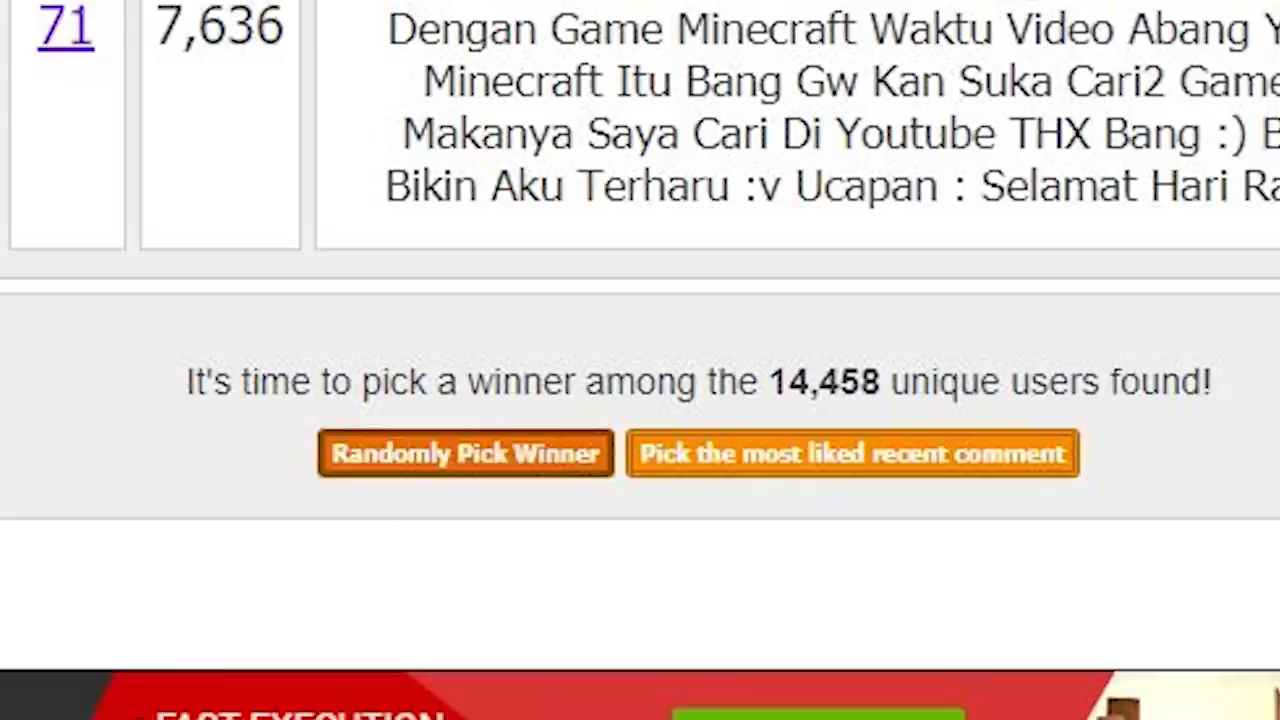 71
7,636
Dengan Game Minecraft Waktu Video Abang
Minecraft Itu Bang Gw Kan Suka Cari2 Game
Makanya Saya Cari Di Youtube THX Bang :)
Bikin Aku Terharu :v Ucapan : Selamat Hari
It's time to pick a winner among the 14,458 unique users found!
Randomly Pick Winner
Pick the most liked recent comment
FAST EXECUTION